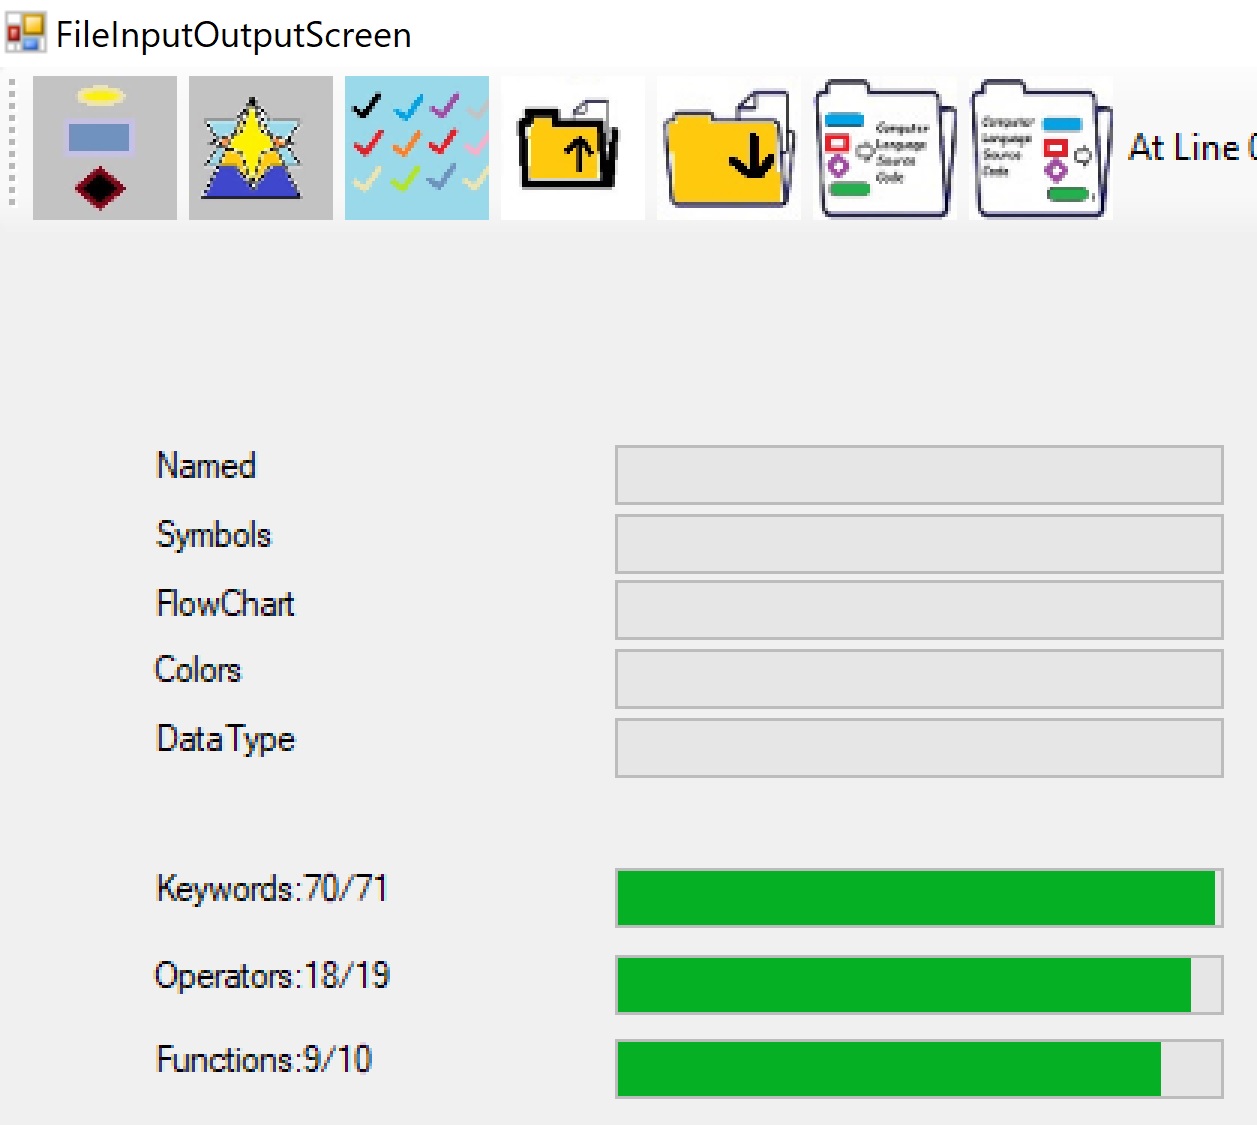 FileInputOutputScreen
Computer
Language
Source
Code
Computer
Language
Source
Code
At Line
Named
Symbols
FlowChart
Colors
DataType
Keywords:70/71
Operators:18/19
Functions:9/10